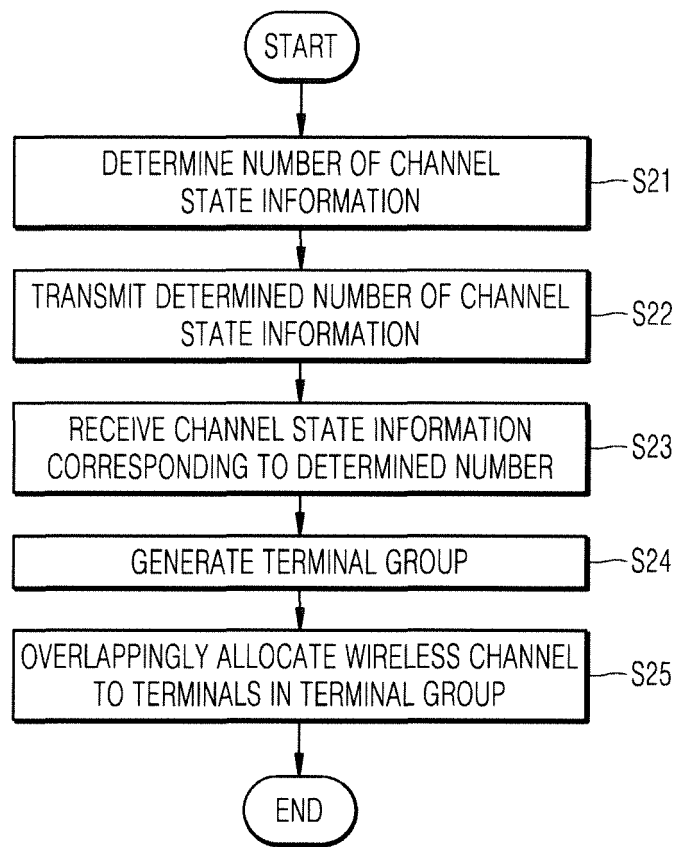 START
DETERMINE NUMBER OF CHANNEL
STATE INFORMATION
S21
TRANSMIT DETERMINED NUMBER OF CHANNEL
STATE INFORMATION
S22
RECEIVE CHANNEL STATE INFORMATION
CORRESPONDING TO DETERMINED NUMBER
S23
GENERATE TERMINAL GROUP
S24
OVERLAPPINGLY ALLOCATE WIRELESS CHANNEL
TO TERMINALS IN TERMINAL GROUP
S25
END